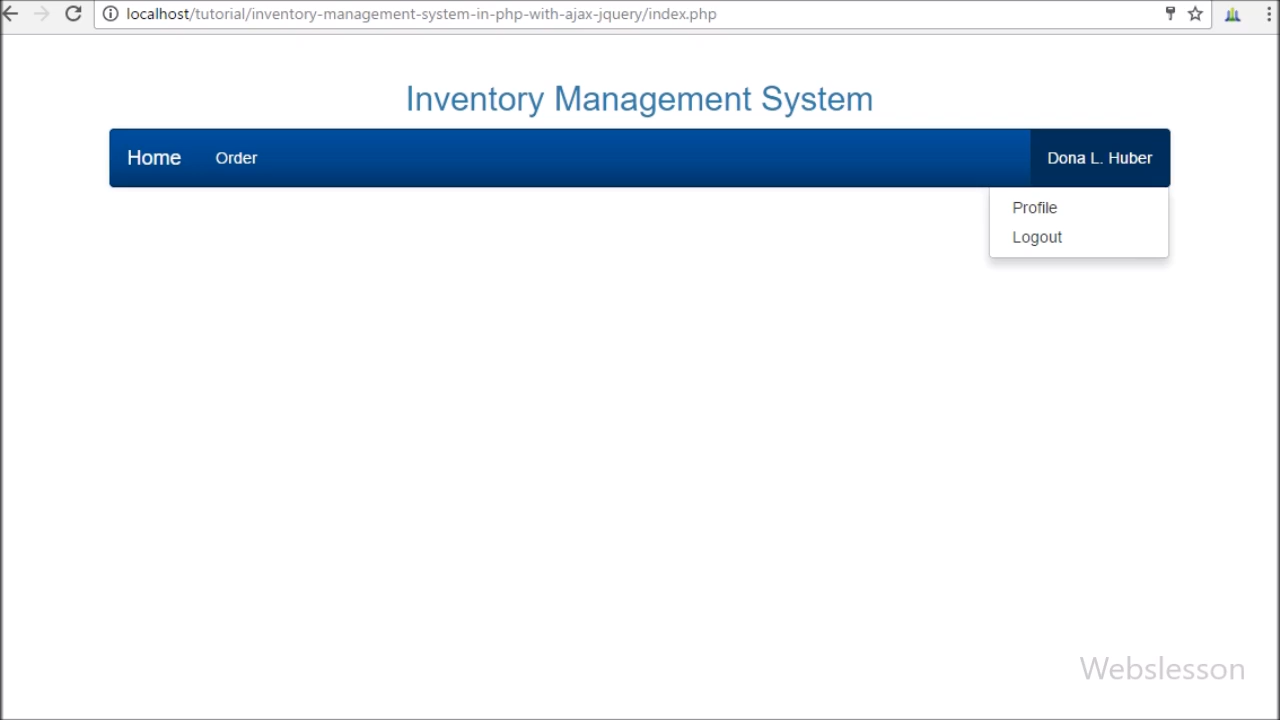 localhost/tutorial/inventory-management-system-in-php-with-ajax-jquery/index.php
Inventory Management System
Home Order Dona L. Huber
Profile
Logout
Webslesson